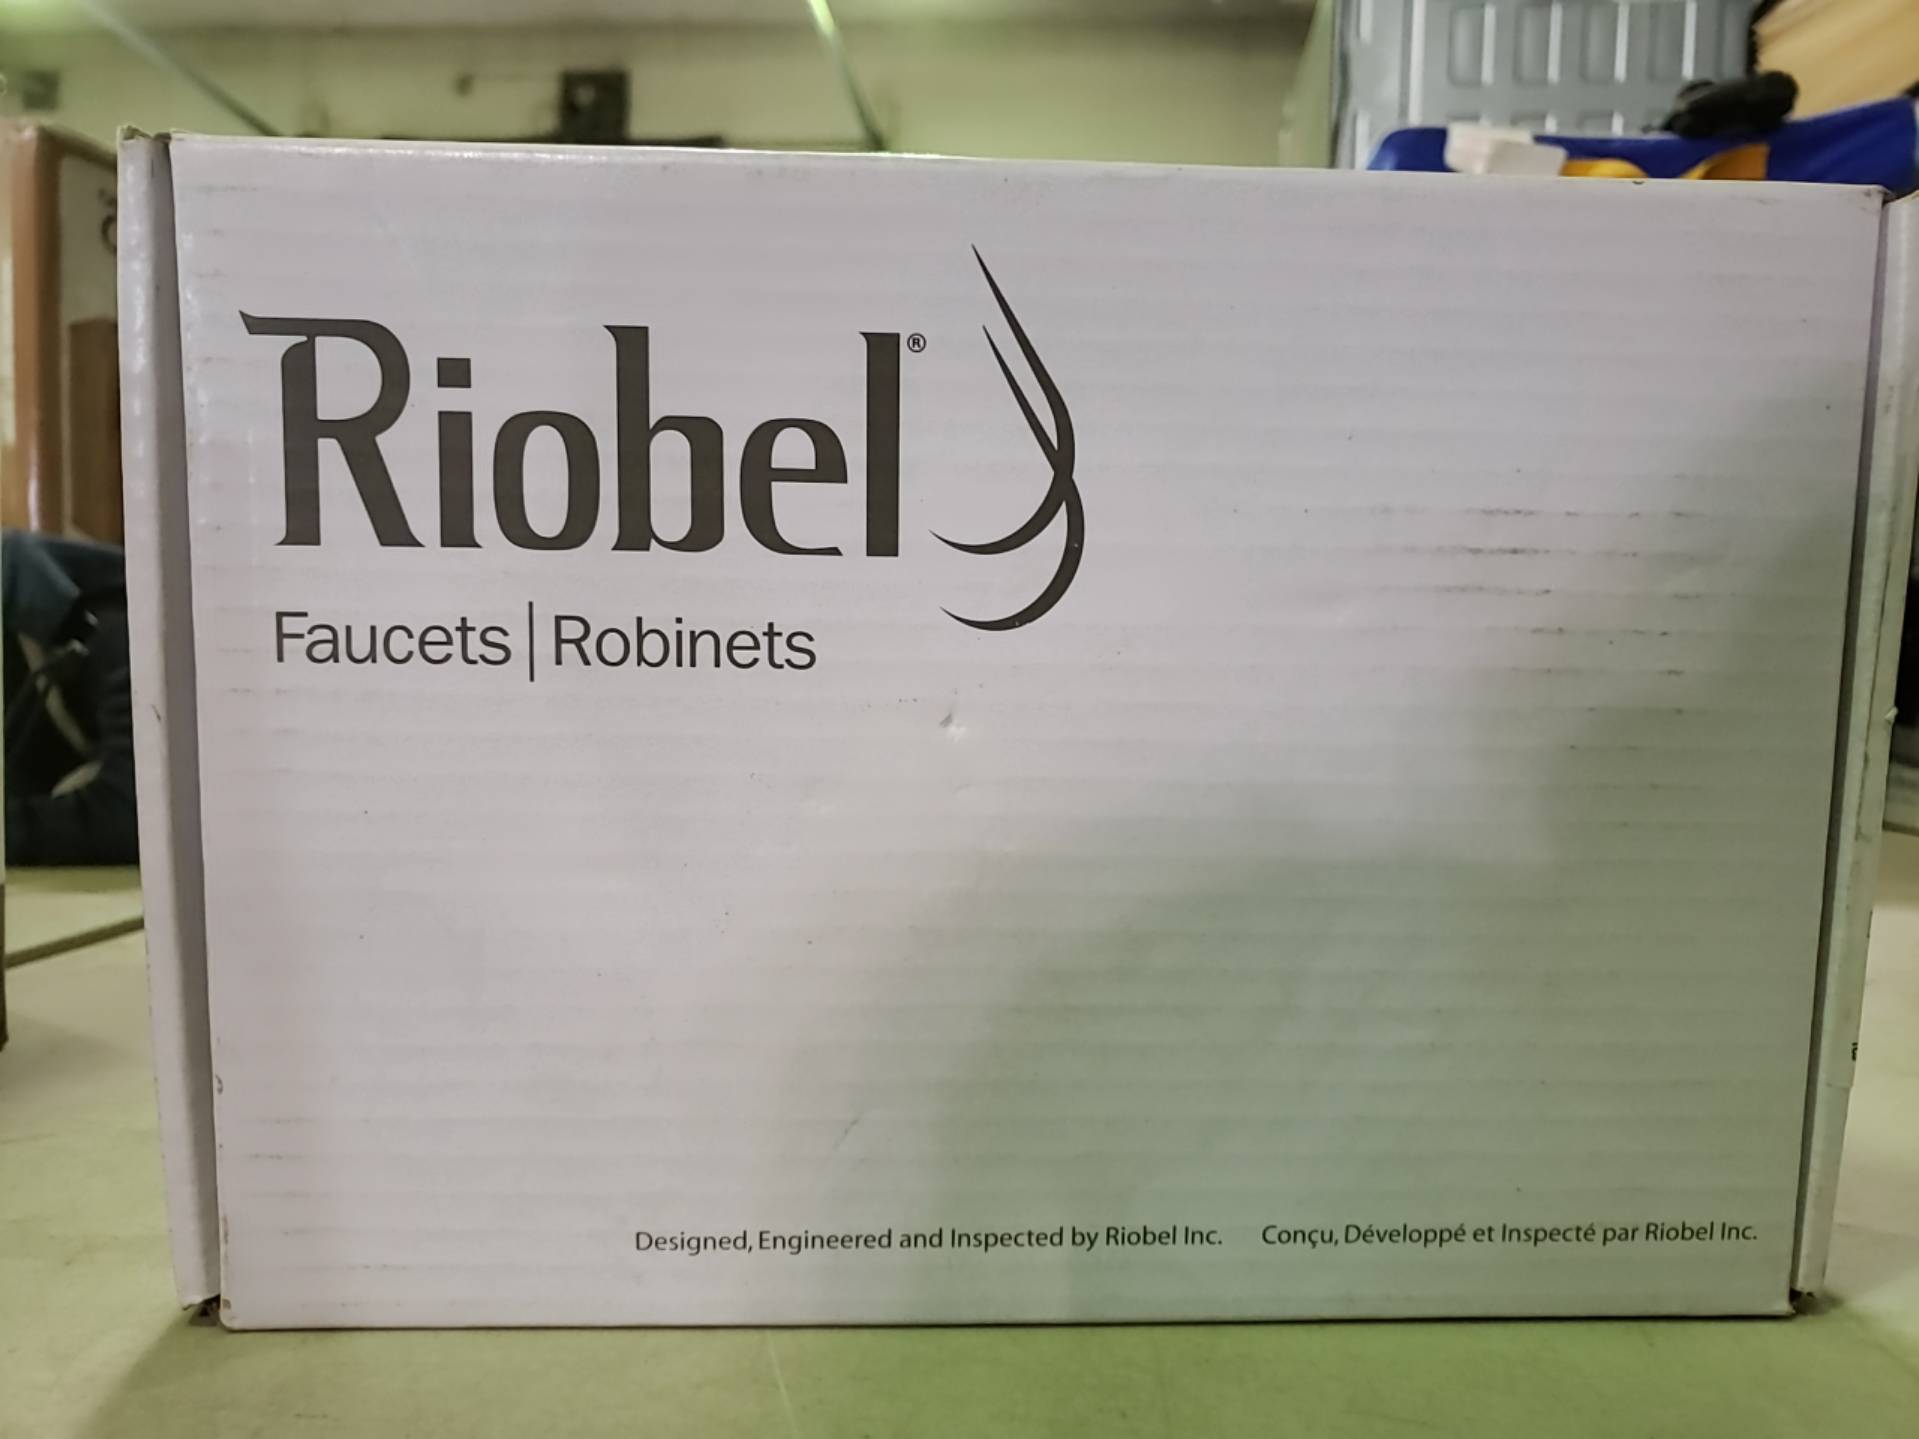 Riobel®
Faucets | Robinets
Designed, Engineered and Inspected by Riobel Inc. Conçu, Développé et Inspecté par Riobel Inc.